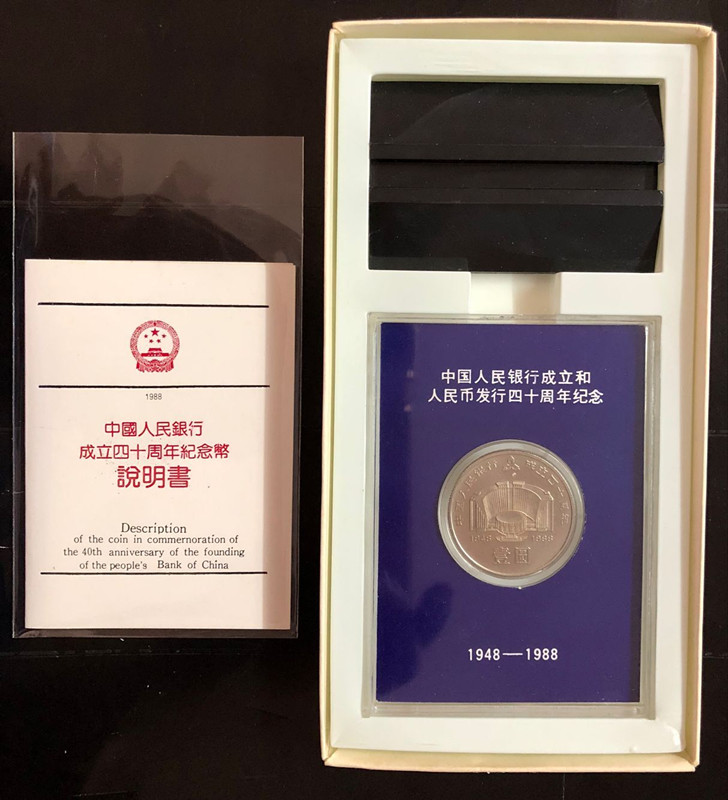 1988
中國人民銀行
成立四十周年紀念幣
說明書
Description
of the coin in commemoration of
the 40th anniversary of the founding
of the people's Bank of China
中国人民银行成立和
人民币发行四十周年纪念
1948 1988
壹圆
1948—1988